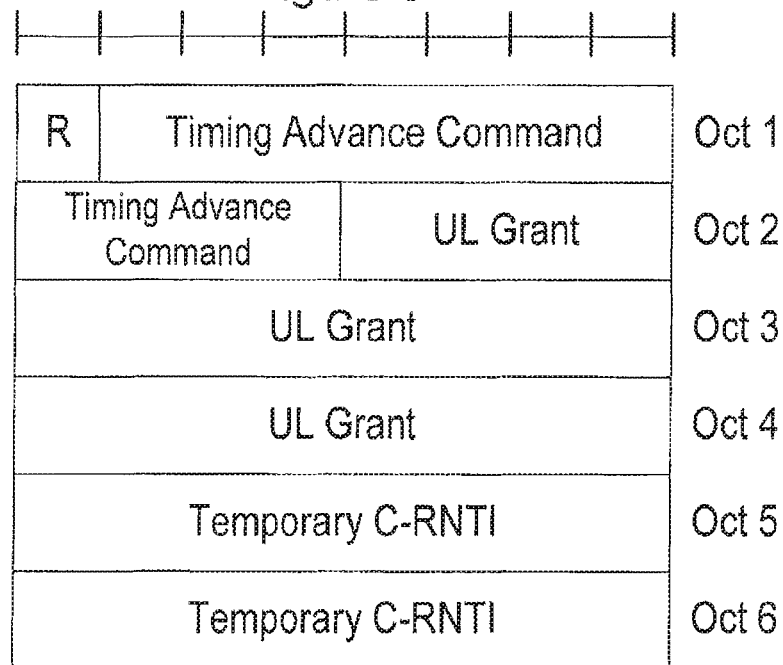 R Timing Advance Command Oct 1
Timing Advance
Command
UL Grant Oct 2
UL Grant Oct 3
UL Grant Oct 4
Temporary C-RNTI Oct 5
Temporary C-RNTI Oct 6